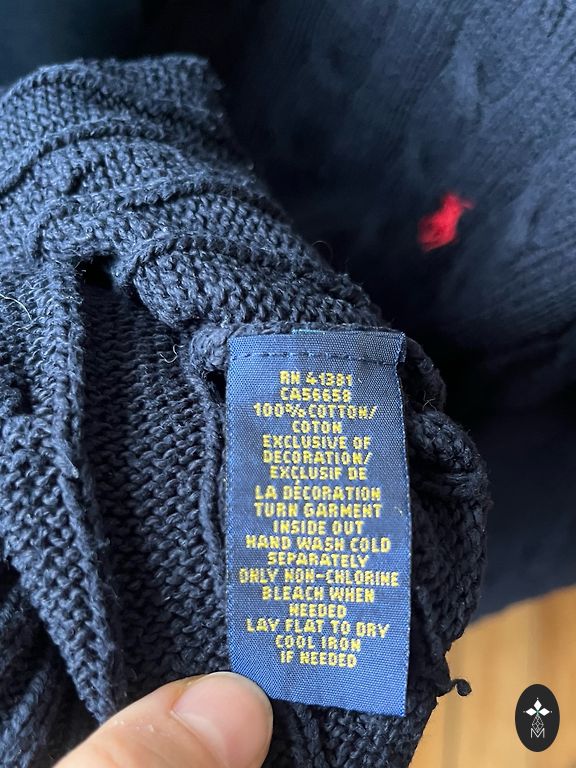 RN 41381
CA56658
100% COTTON/
COTON
EXCLUSIVE OF
DECORATION/
EXCLUSIF DE
LA DÉCORATION
TURN GARMENT
INSIDE OUT
HAND WASH COLD
SEPARATELY
ONLY NON-CHLORINE
BLEACH WHEN
NEEDED
LAY FLAT TO DRY
COOL IRON
IF NEEDED